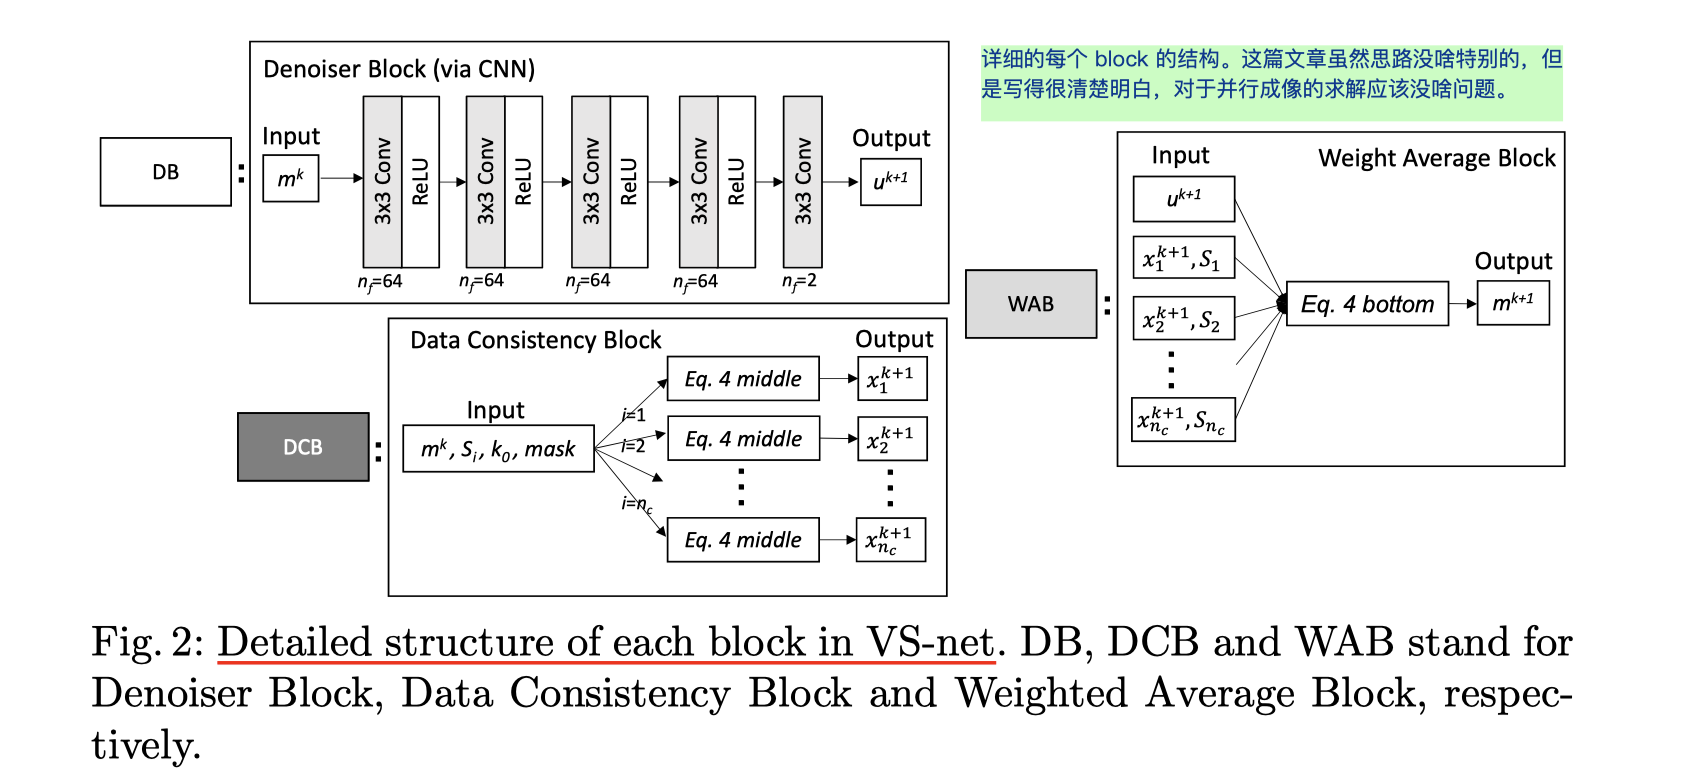 Denoiser Block (via CNN)
DB
:
Input
m^k
3x3 Conv
ReLU
n_f=64
3x3 Conv
ReLU
n_f=64
3x3 Conv
ReLU
n_f=64
3x3 Conv
ReLU
n_f=64
3x3 Conv
n_f=2
Output
u^{k+1}
详细的每个 block 的结构。这篇文章虽然思路没啥特别的，但
是写得很清楚明白，对于并行成像的求解应该没啥问题。
Data Consistency Block
DCB
:
Input
m^k, S_i, k_0, mask
i=1
i=2
i=n_c
Eq. 4 middle
Eq. 4 middle
Eq. 4 middle
Output
x_1^{k+1}
x_2^{k+1}
x_{n_c}^{k+1}
Weight Average Block
WAB
:
Input
u^{k+1}
x_1^{k+1}, S_1
x_2^{k+1}, S_2
x_{n_c}^{k+1}, S_{n_c}
Eq. 4 bottom
Output
m^{k+1}
Fig. 2: Detailed structure of each block in VS-net. DB, DCB and WAB stand for
Denoiser Block, Data Consistency Block and Weighted Average Block, respec-
tively.